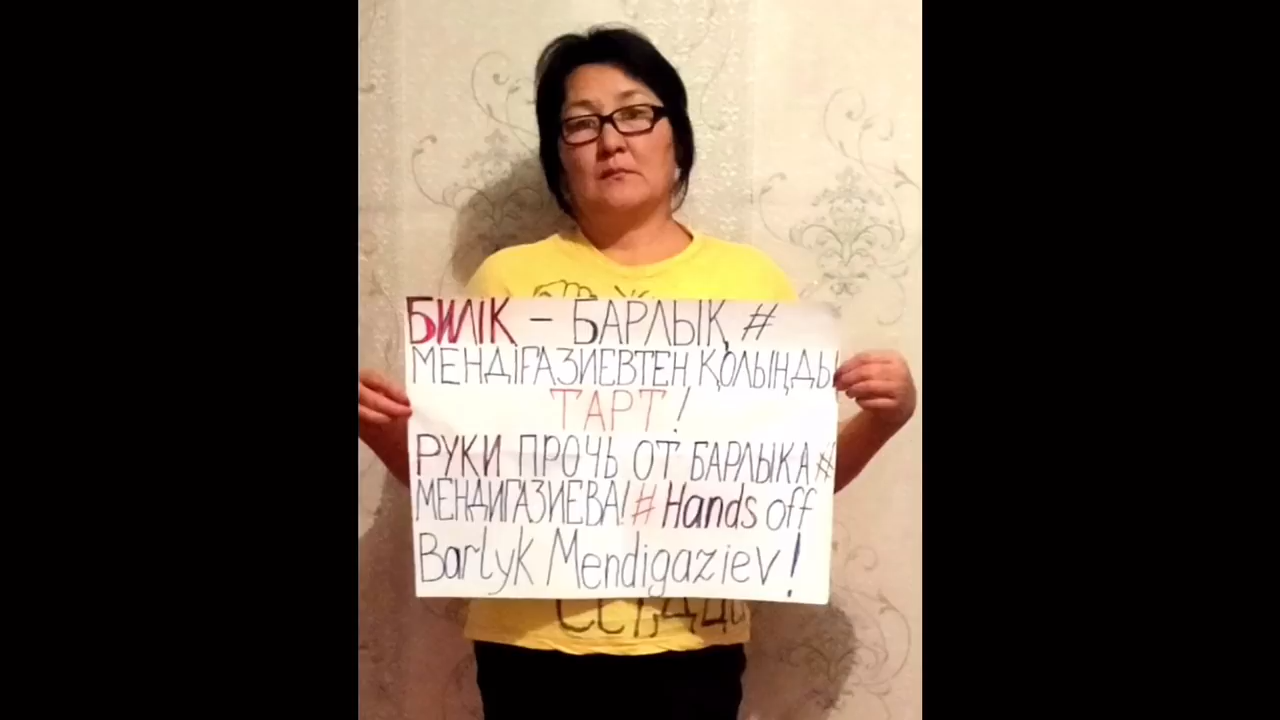 БИЛІК – БАРЛЫҚ #
МЕНДІҒАЗИЕВТЕН ҚОЛЫҢДЫ
ТАРТ!
РУКИ ПРОЧЬ ОТ БАРЛЫКА #
МЕНДИГАЗИЕВА! # Hands off
Barlyk Mendigaziev!